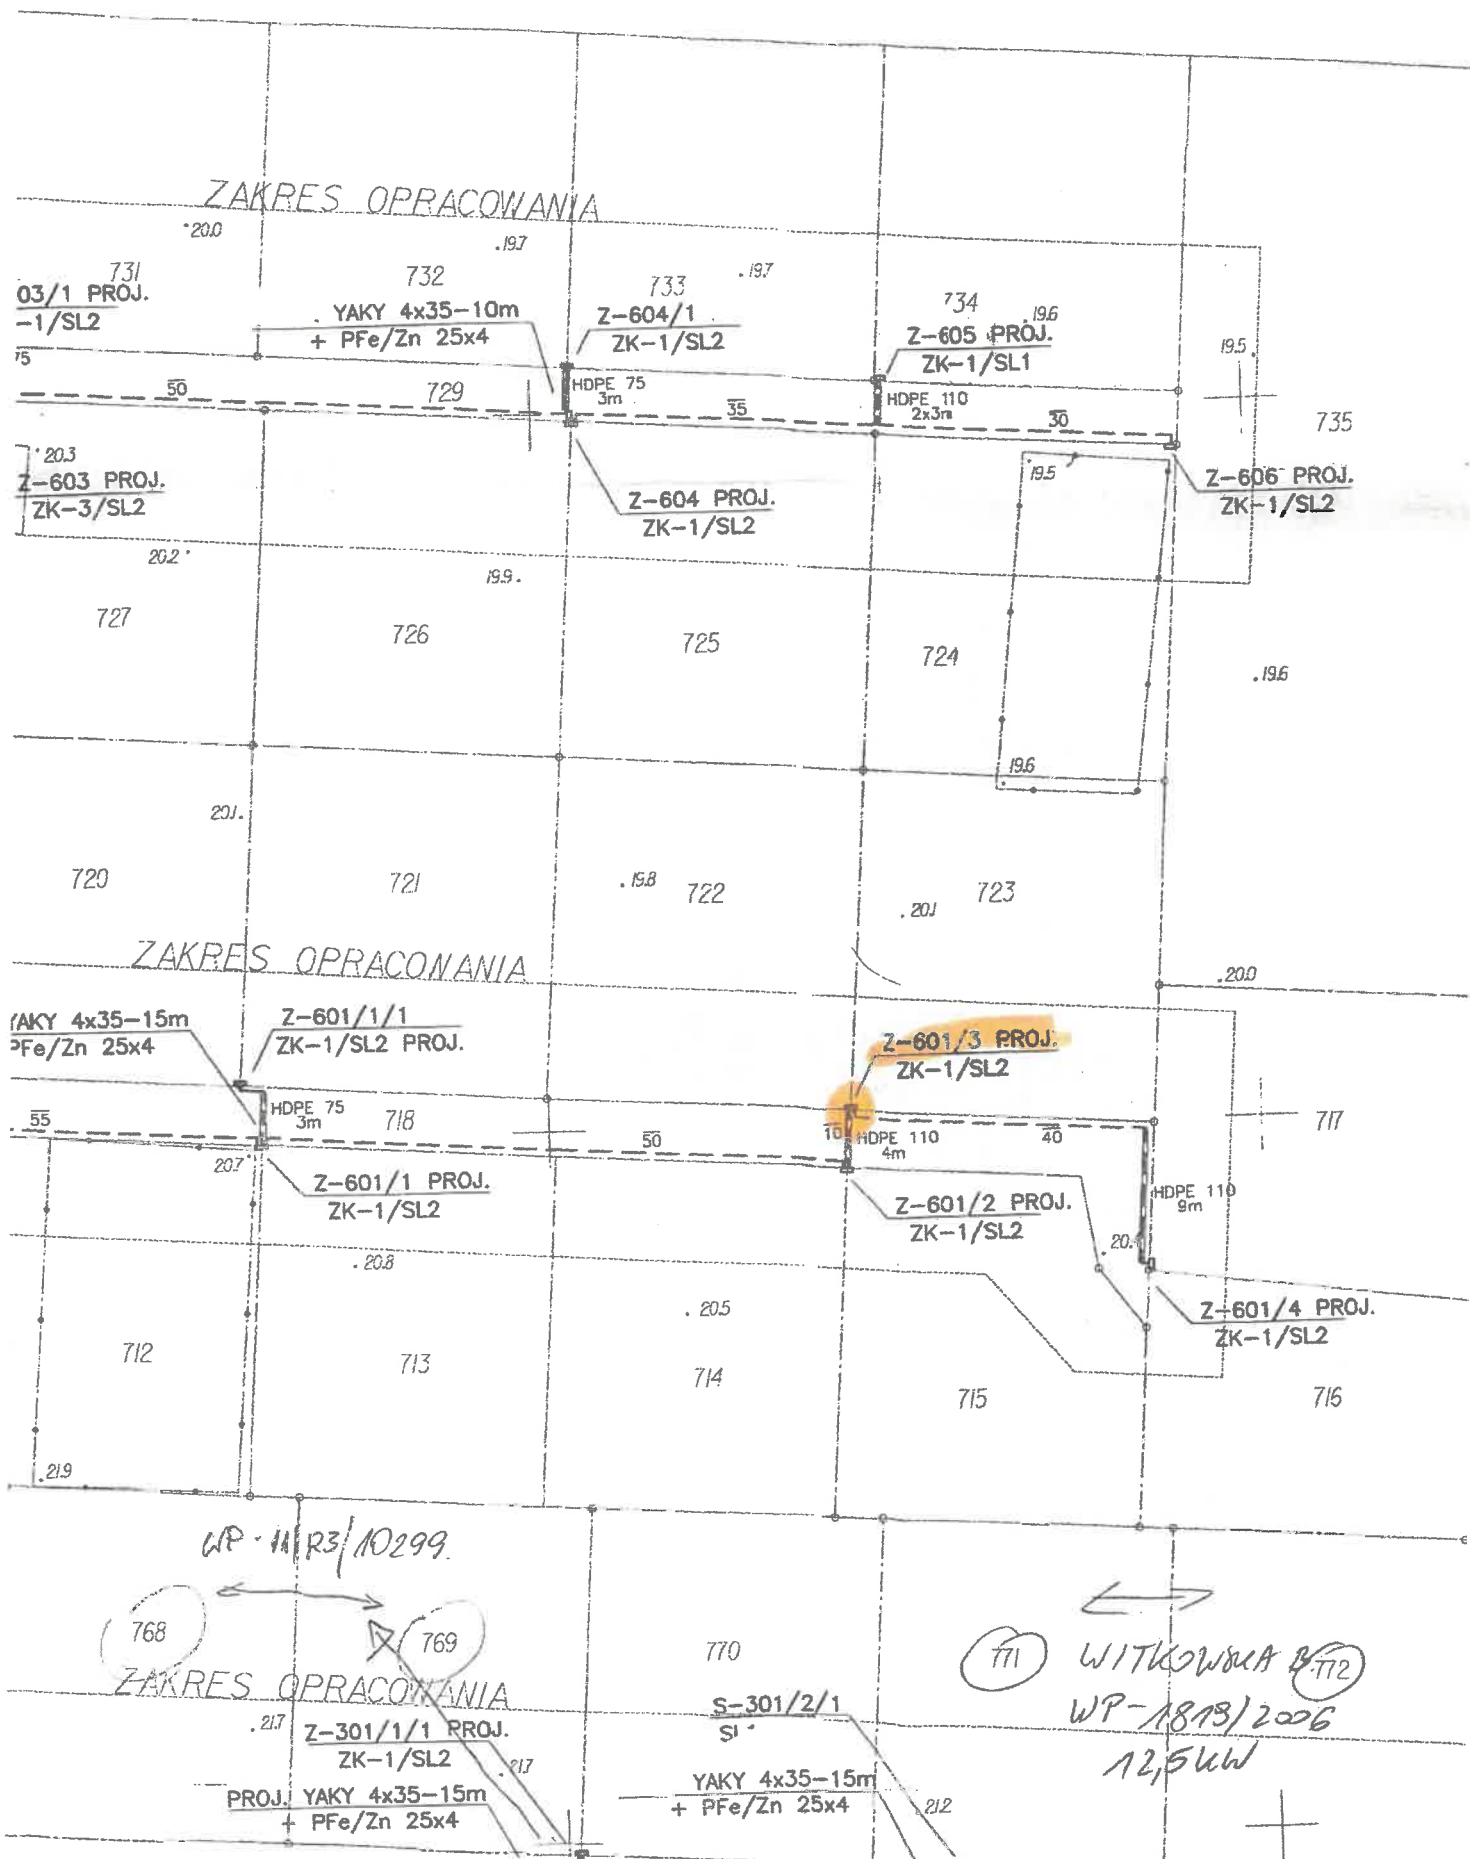 ZAKRES OPRACOWANIA
20.0
19.7
731
732
733
19.7
734
19.6
03/1 PROJ.
-1/SL2
YAKY 4x35-10m
+ PFe/Zn 25x4
Z-604/1
ZK-1/SL2
Z-605 PROJ.
ZK-1/SL1
19.5
75
50
729
HDPE 75
3m
35
HDPE 110
2x3m
30
735
20.3
Z-603 PROJ.
ZK-3/SL2
Z-604 PROJ.
ZK-1/SL2
19.5
Z-606 PROJ.
ZK-1/SL2
20.2
19.9
727
726
725
724
19.6
19.6
20.1
720
721
19.8
722
20.1
723
ZAKRES OPRACOWANIA
20.0
YAKY 4x35-15m
PFe/Zn 25x4
Z-601/1/1
ZK-1/SL2 PROJ.
Z-601/3 PROJ.
ZK-1/SL2
55
HDPE 75
3m
718
50
10
HDPE 110
4m
40
717
20.7
Z-601/1 PROJ.
ZK-1/SL2
Z-601/2 PROJ.
ZK-1/SL2
HDPE 110
9m
20.8
20.5
Z-601/4 PROJ.
ZK-1/SL2
712
713
714
715
716
21.9
WP-11/R3/10299
768
769
770
771
WITKOWSKA
772
ZAKRES OPRACOWANIA
WP-1819/2006
12,5 kW
21.7
Z-301/1/1 PROJ.
ZK-1/SL2
21.7
S-301/2/1
PROJ. YAKY 4x35-15m
+ PFe/Zn 25x4
YAKY 4x35-15m
+ PFe/Zn 25x4
21.2